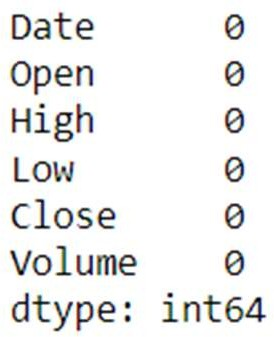 Date 0
Open 0
High 0
Low 0
Close 0
Volume 0
dtype: int64